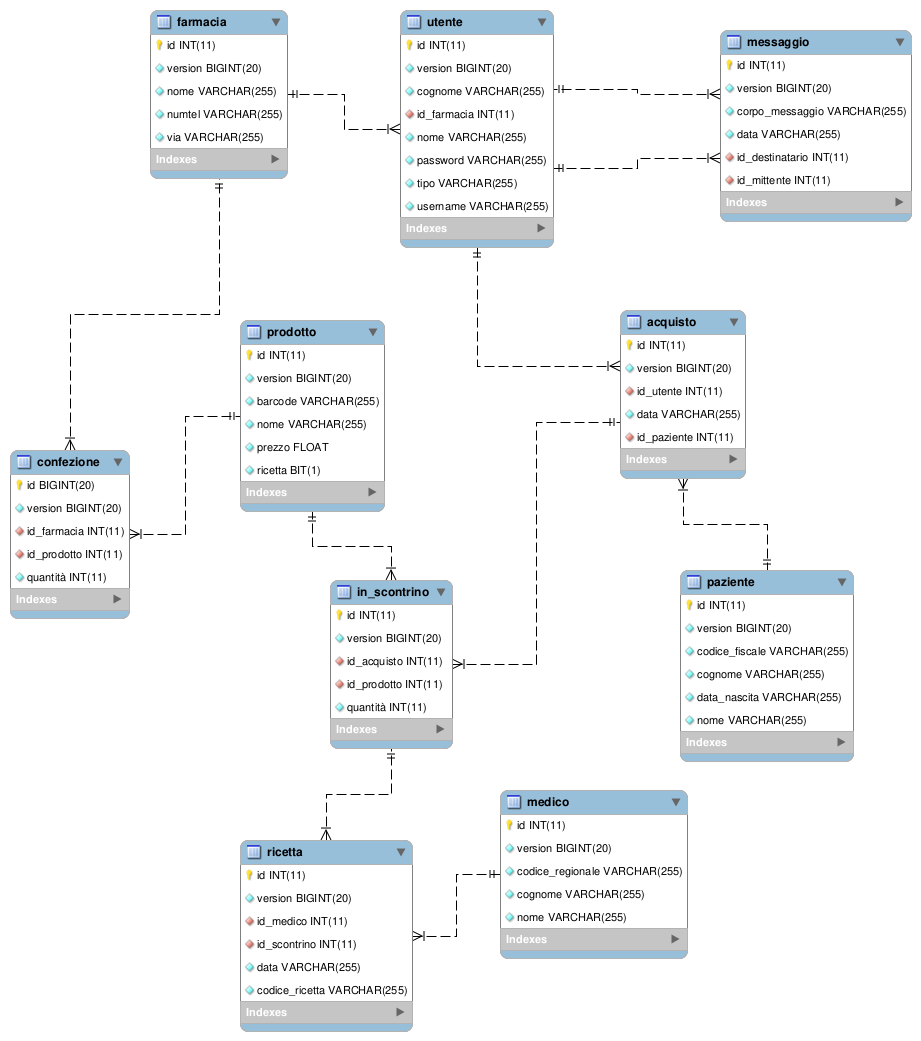 farmacia
id INT(11)
version BIGINT(20)
nome VARCHAR(255)
numtel VARCHAR(255)
via VARCHAR(255)
Indexes
utente
id INT(11)
version BIGINT(20)
cognome VARCHAR(255)
id_farmacia INT(11)
nome VARCHAR(255)
password VARCHAR(255)
tipo VARCHAR(255)
username VARCHAR(255)
Indexes
messaggio
id INT(11)
version BIGINT(20)
corpo_messaggio VARCHAR(255)
data VARCHAR(255)
id_destinatario INT(11)
id_mittente INT(11)
Indexes
prodotto
id INT(11)
version BIGINT(20)
barcode VARCHAR(255)
nome VARCHAR(255)
prezzo FLOAT
ricetta BIT(1)
Indexes
acquisto
id INT(11)
version BIGINT(20)
id_utente INT(11)
data VARCHAR(255)
id_paziente INT(11)
Indexes
confezione
id BIGINT(20)
version BIGINT(20)
id_farmacia INT(11)
id_prodotto INT(11)
quantità INT(11)
Indexes
in_scontrino
id INT(11)
version BIGINT(20)
id_acquisto INT(11)
id_prodotto INT(11)
quantità INT(11)
Indexes
paziente
id INT(11)
version BIGINT(20)
codice_fiscale VARCHAR(255)
cognome VARCHAR(255)
data_nascita VARCHAR(255)
nome VARCHAR(255)
Indexes
ricetta
id INT(11)
version BIGINT(20)
id_medico INT(11)
id_scontrino INT(11)
data VARCHAR(255)
codice_ricetta VARCHAR(255)
Indexes
medico
id INT(11)
version BIGINT(20)
codice_regionale VARCHAR(255)
cognome VARCHAR(255)
nome VARCHAR(255)
Indexes